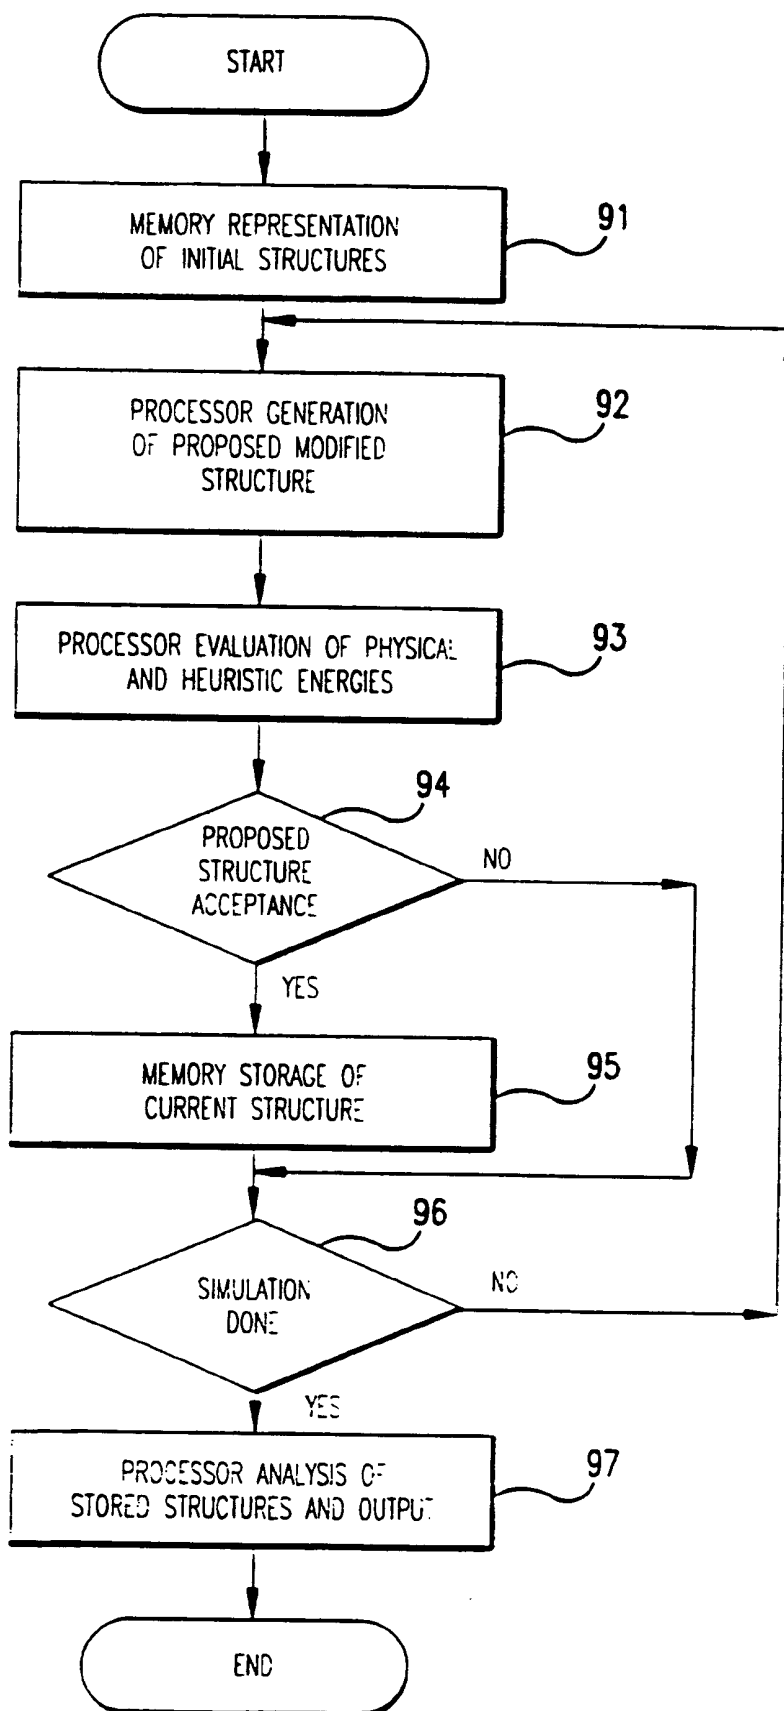 START
MEMORY REPRESENTATION
OF INITIAL STRUCTURES
91
PROCESSOR GENERATION
OF PROPOSED MODIFIED
STRUCTURE
92
PROCESSOR EVALUATION OF PHYSICAL
AND HEURISTIC ENERGIES
93
94
PROPOSED
STRUCTURE
ACCEPTANCE
NO
YES
MEMORY STORAGE OF
CURRENT STRUCTURE
95
96
SIMULATION
DONE
NO
YES
PROCESSOR ANALYSIS OF
STORED STRUCTURES AND OUTPUT
97
END